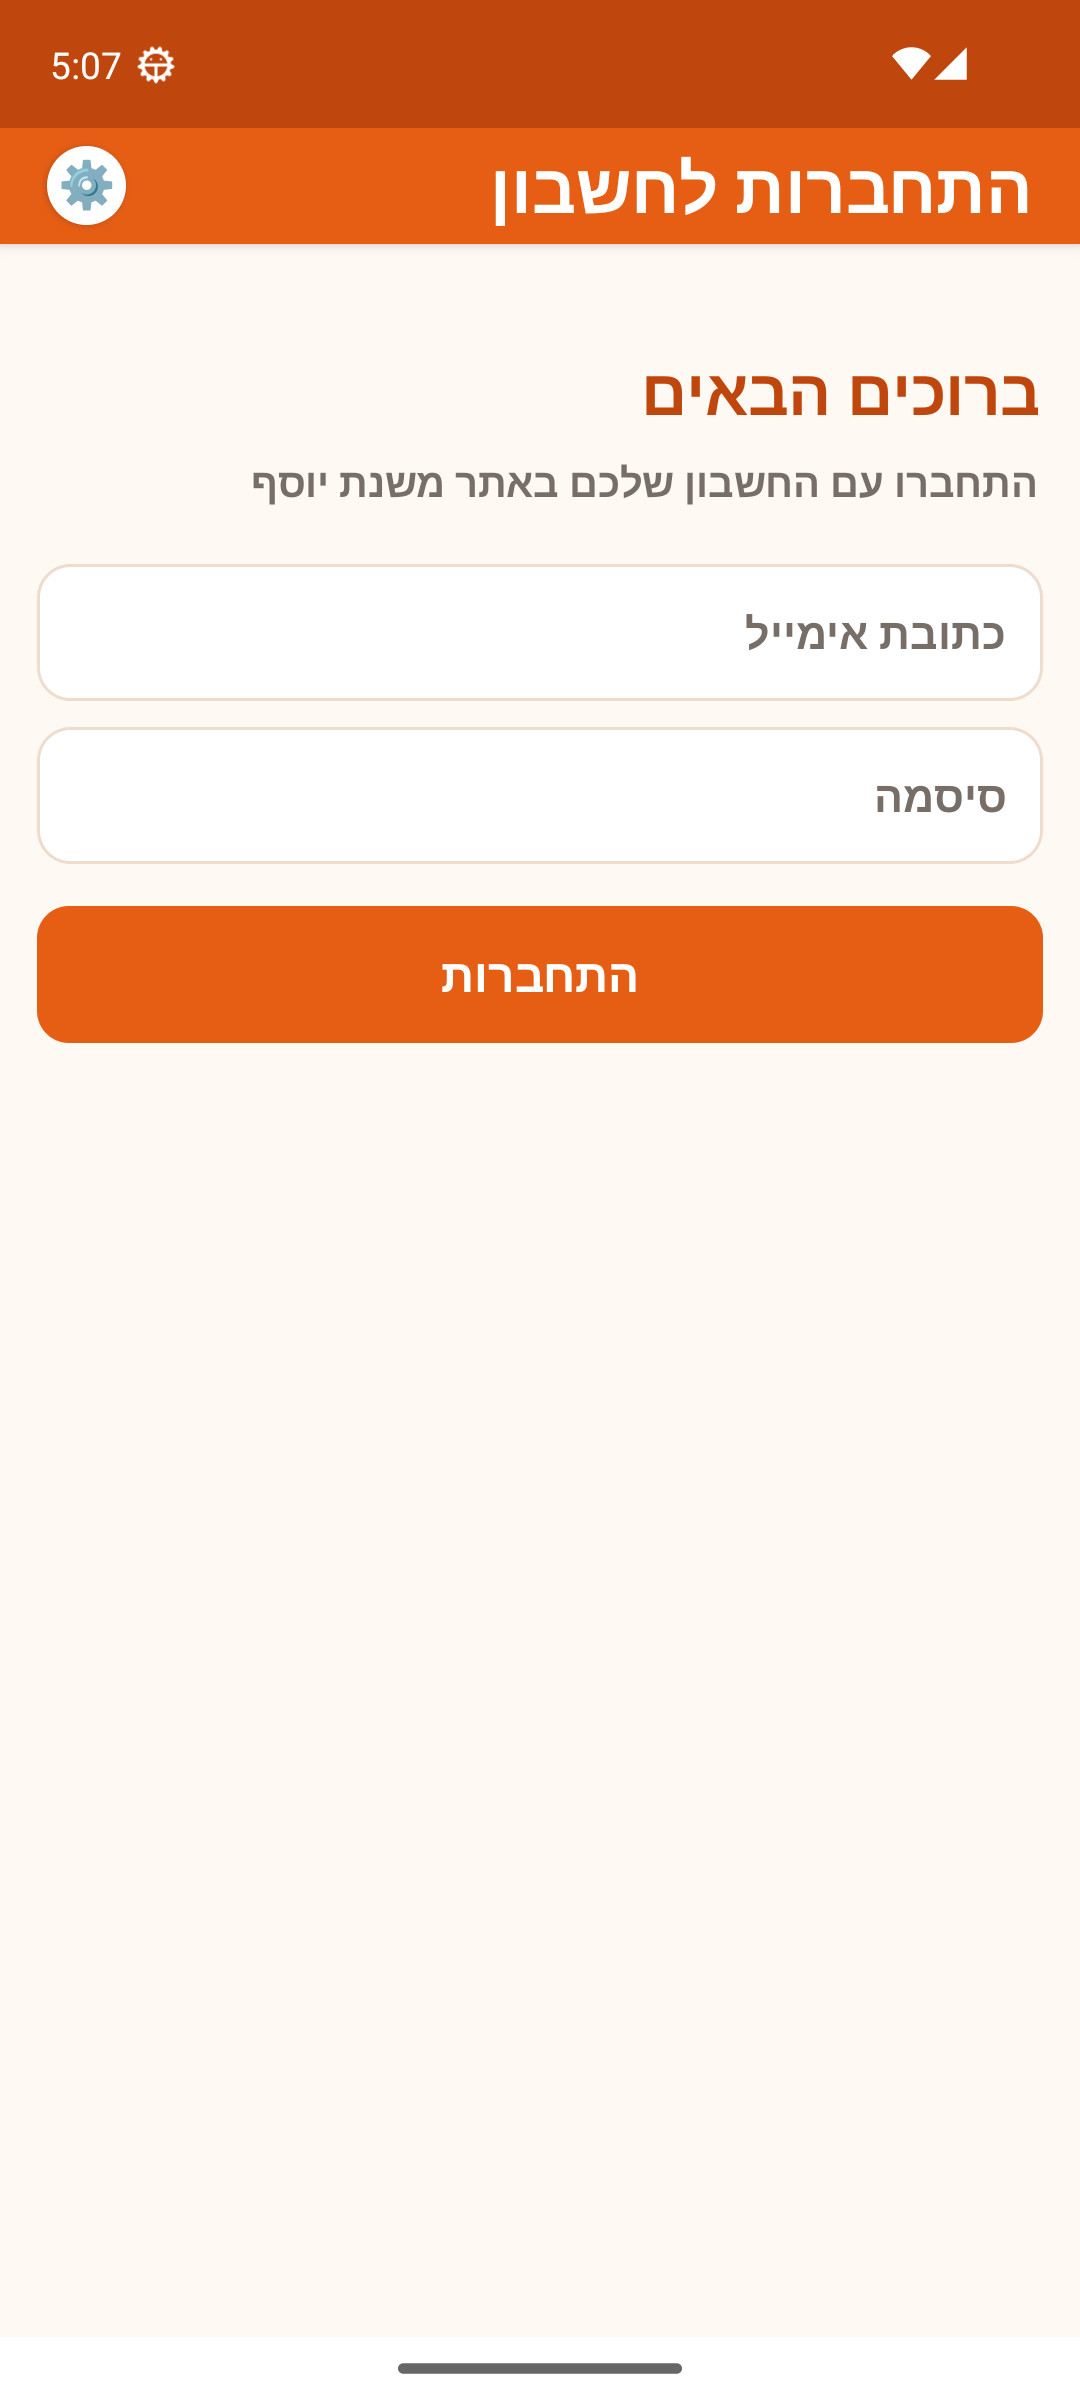 5:07
התחברות לחשבון
ברוכים הבאים
התחברו עם החשבון שלכם באתר משנת יוסף
כתובת אימייל
סיסמה
התחברות